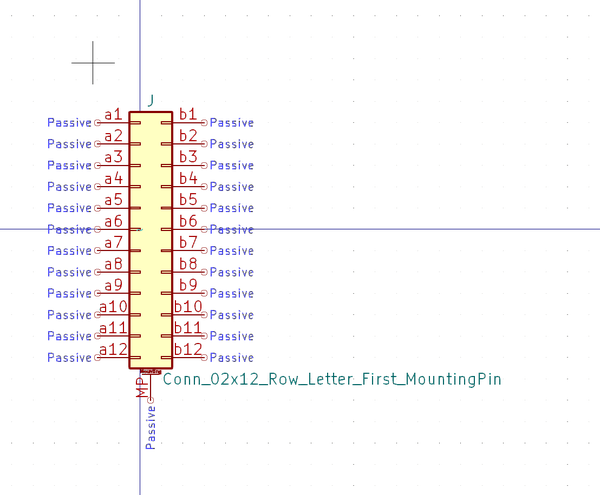 J
Passive a1 b1 Passive
Passive a2 b2 Passive
Passive a3 b3 Passive
Passive a4 b4 Passive
Passive a5 b5 Passive
Passive a6 b6 Passive
Passive a7 b7 Passive
Passive a8 b8 Passive
Passive a9 b9 Passive
Passive a10 b10 Passive
Passive a11 b11 Passive
Passive a12 b12 Passive
Conn_02x12_Row_Letter_First_MountingPin
MP
Passive